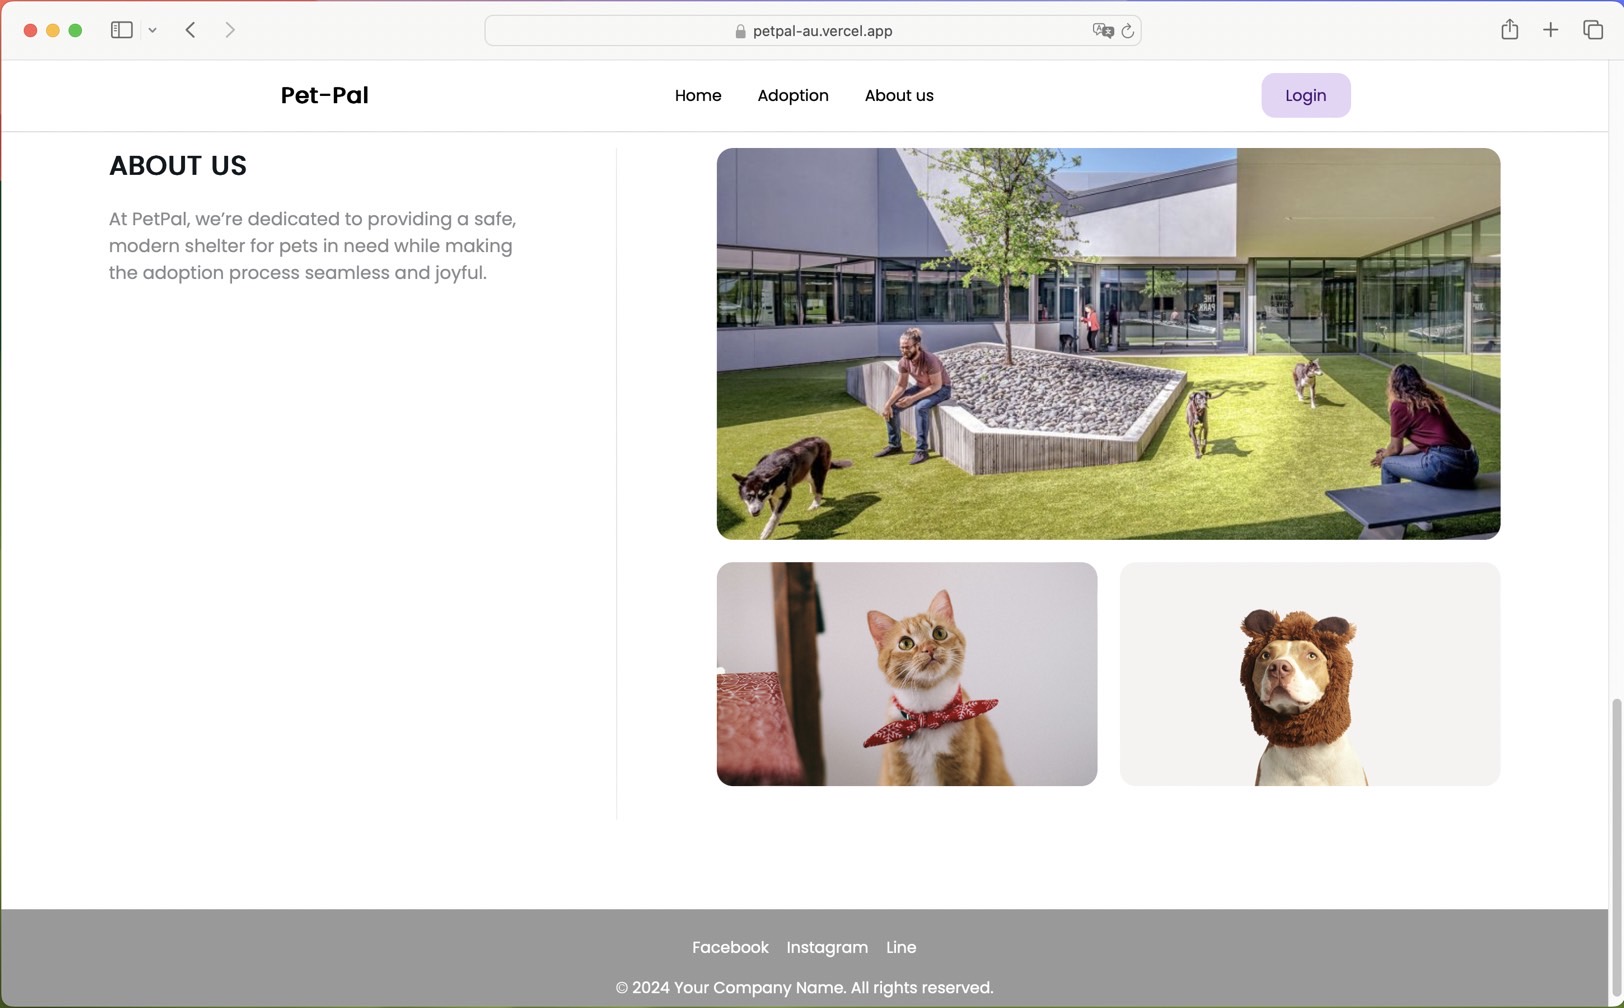 petpal-au.vercel.app
Pet-Pal
Home Adoption About us
Login
ABOUT US
At PetPal, we’re dedicated to providing a safe,
modern shelter for pets in need while making
the adoption process seamless and joyful.
THE
PARK
Facebook Instagram Line
© 2024 Your Company Name. All rights reserved.